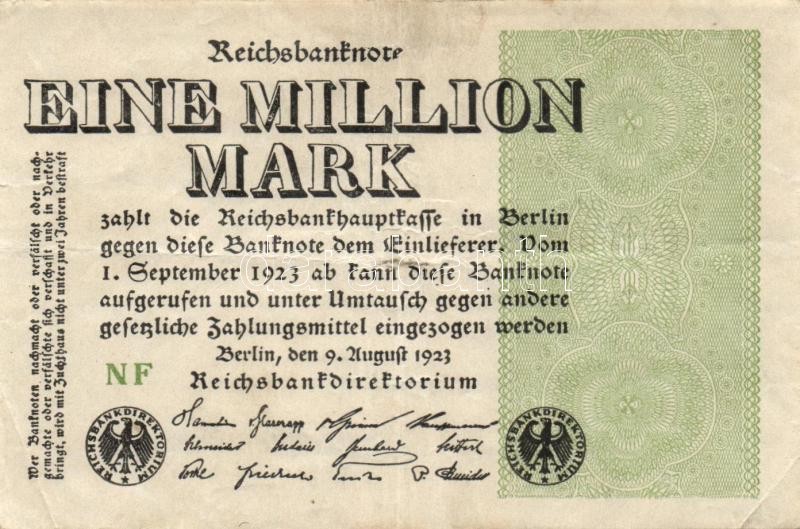 Reichsbanknote
EINE MILLION
MARK
zahlt die Reichsbankhauptkasse in Berlin
gegen diese Banknote dem Einlieferer. Vom
1. September 1923 ab kann diese Banknote
aufgerufen und unter Umtausch gegen andere
gesetzliche Zahlungsmittel eingezogen werden
Berlin, den 9. August 1923
Reichsbankdirektorium
NF
Wer Banknoten nachmacht oder verfälscht oder nach-
gemachte oder verfälschte sich verschafft und in Verkehr
bringt, wird mit Zuchthaus nicht unter zwei Jahren bestraft
REICHSBANKDIREKTORIUM
REICHSBANKDIREKTORIUM